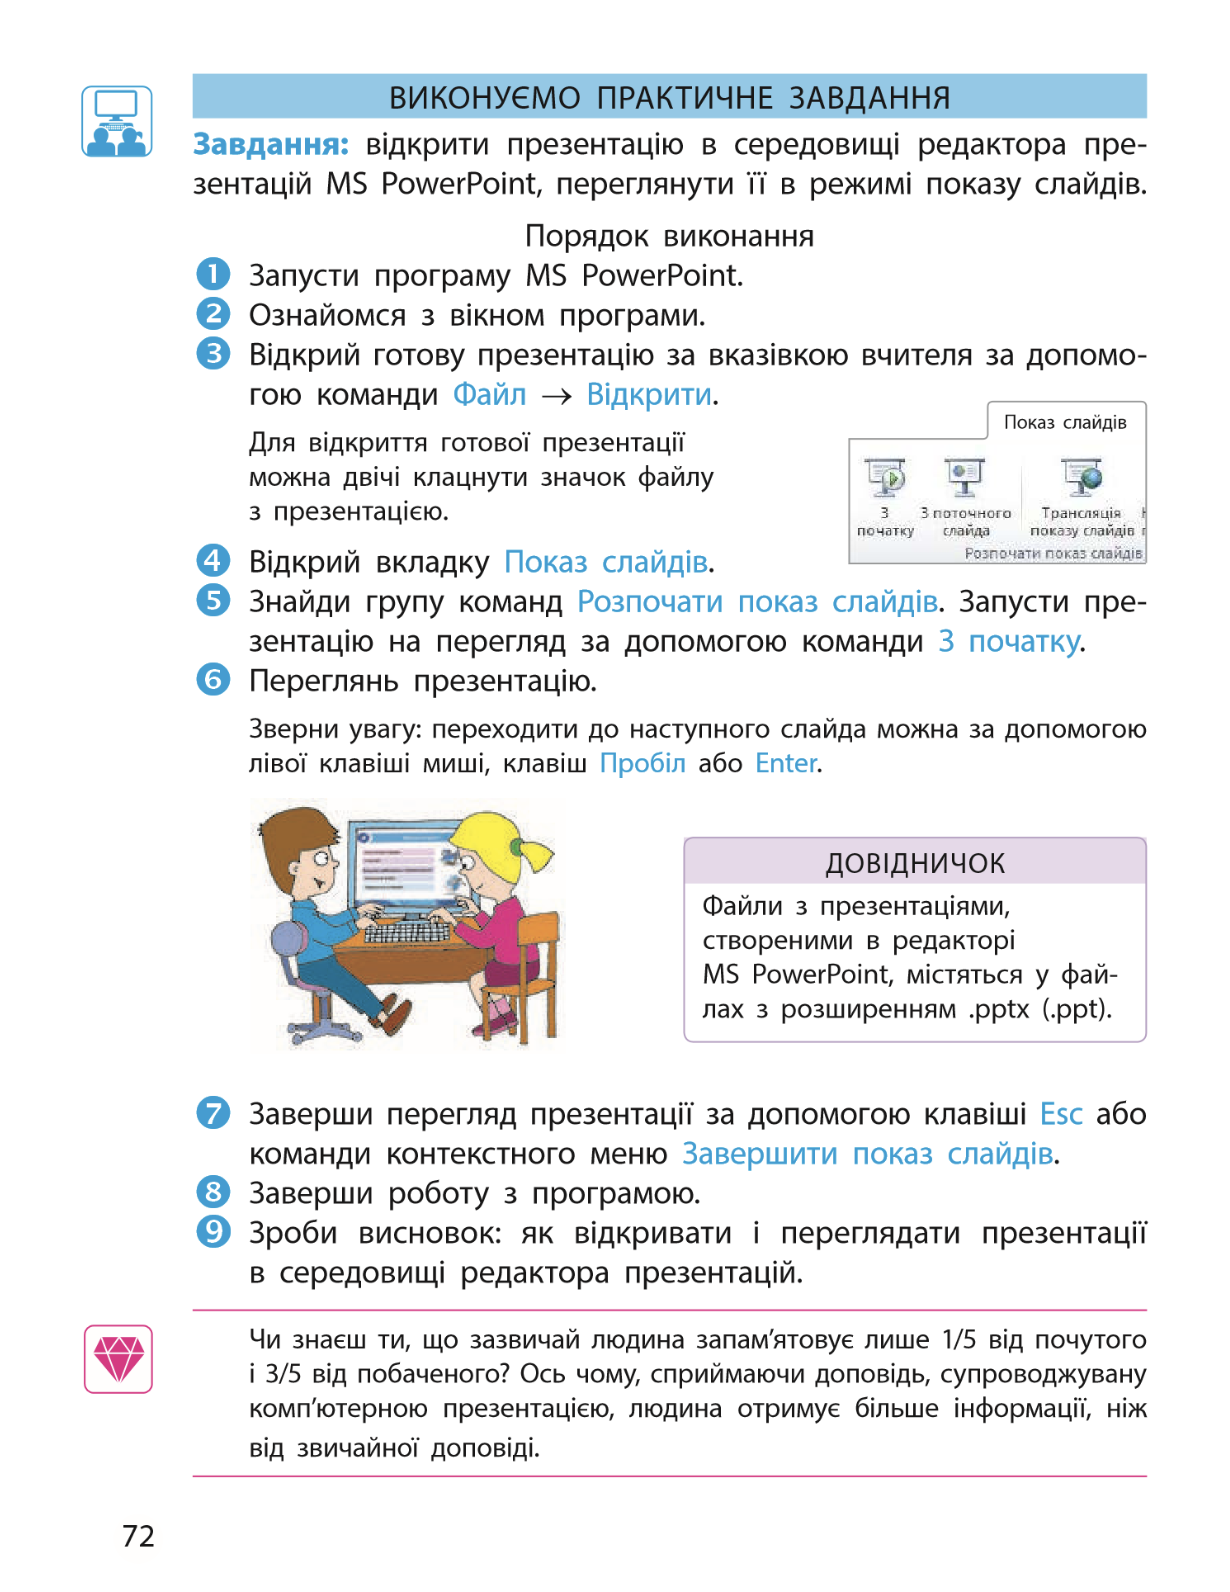 ВИКОНУЄМО ПРАКТИЧНЕ ЗАВДАННЯ
Завдання: відкрити презентацію в середовищі редактора пре-
зентацій MS PowerPoint, переглянути її в режимі показу слайдів.
Порядок виконання
1 Запусти програму MS PowerPoint.
2 Ознайомся з вікном програми.
3 Відкрий готову презентацію за вказівкою вчителя за допомо-
гою команди Файл → Відкрити.
Для відкриття готової презентації
можна двічі клацнути значок файлу
з презентацією.
Показ слайдів
З початку
З поточного слайда
Трансляція показу слайдів
Розпочати показ слайдів
4 Відкрий вкладку Показ слайдів.
5 Знайди групу команд Розпочати показ слайдів. Запусти пре-
зентацію на перегляд за допомогою команди З початку.
6 Переглянь презентацію.
Зверни увагу: переходити до наступного слайда можна за допомогою
лівої клавіші миші, клавіш Пробіл або Enter.
ДОВІДНИЧОК
Файли з презентаціями,
створеними в редакторі
MS PowerPoint, містяться у фай-
лах з розширенням .pptx (.ppt).
7 Заверши перегляд презентації за допомогою клавіші Esc або
команди контекстного меню Завершити показ слайдів.
8 Заверши роботу з програмою.
9 Зроби висновок: як відкривати і переглядати презентації
в середовищі редактора презентацій.
Чи знаєш ти, що зазвичай людина запам'ятовує лише 1/5 від почутого
і 3/5 від побаченого? Ось чому, сприймаючи доповідь, супроводжувану
комп'ютерною презентацією, людина отримує більше інформації, ніж
від звичайної доповіді.
72